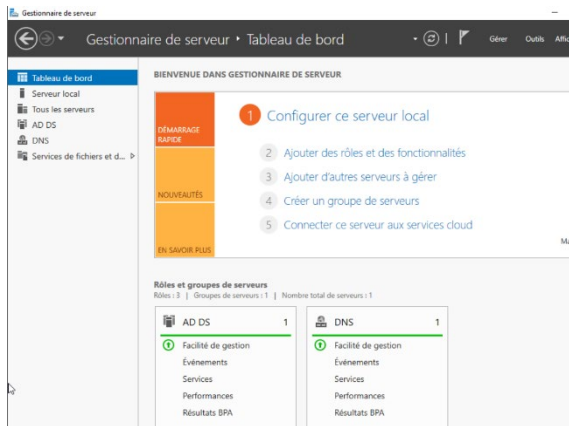 Gestionnaire de serveur
Gestionnaire de serveur • Tableau de bord
Gérer Outils
Tableau de bord
Serveur local
Tous les serveurs
AD DS
DNS
Services de fichiers et d...
BIENVENUE DANS GESTIONNAIRE DE SERVEUR
DÉMARRAGE
RAPIDE
NOUVEAUTÉS
EN SAVOIR PLUS
1 Configurer ce serveur local
2 Ajouter des rôles et des fonctionnalités
3 Ajouter d'autres serveurs à gérer
4 Créer un groupe de serveurs
5 Connecter ce serveur aux services cloud
Rôles et groupes de serveurs
Rôles : 3 | Groupes de serveurs : 1 | Nombre total de serveurs : 1
AD DS 1
Facilité de gestion
Événements
Services
Performances
Résultats BPA
DNS 1
Facilité de gestion
Événements
Services
Performances
Résultats BPA